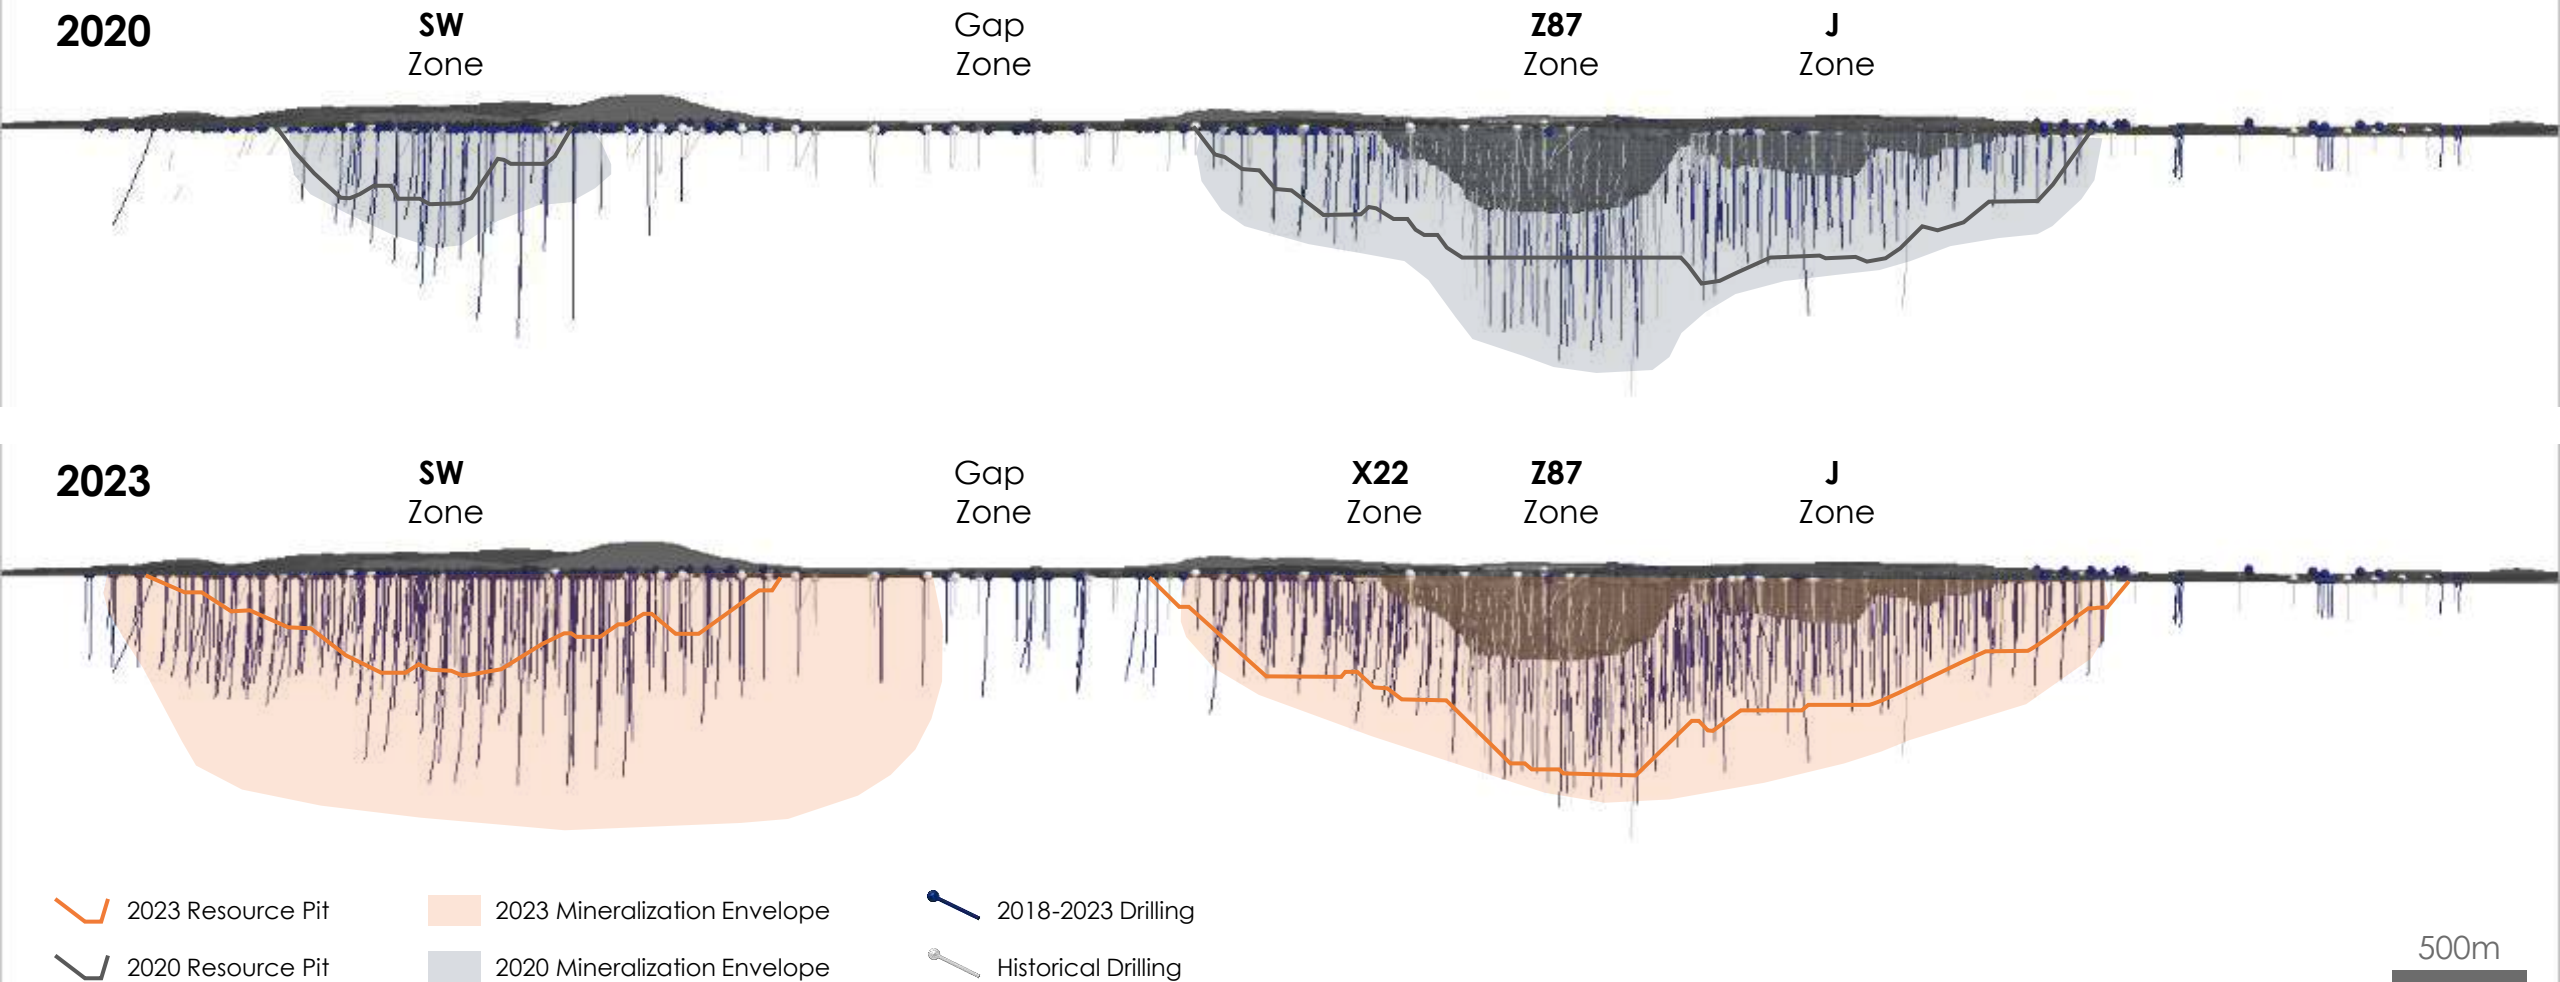 2020
SW
Zone
Gap
Zone
Z87
Zone
J
Zone
2023
SW
Zone
Gap
Zone
X22
Zone
Z87
Zone
J
Zone
2023 Resource Pit
2023 Mineralization Envelope
2018-2023 Drilling
2020 Resource Pit
2020 Mineralization Envelope
Historical Drilling
500m